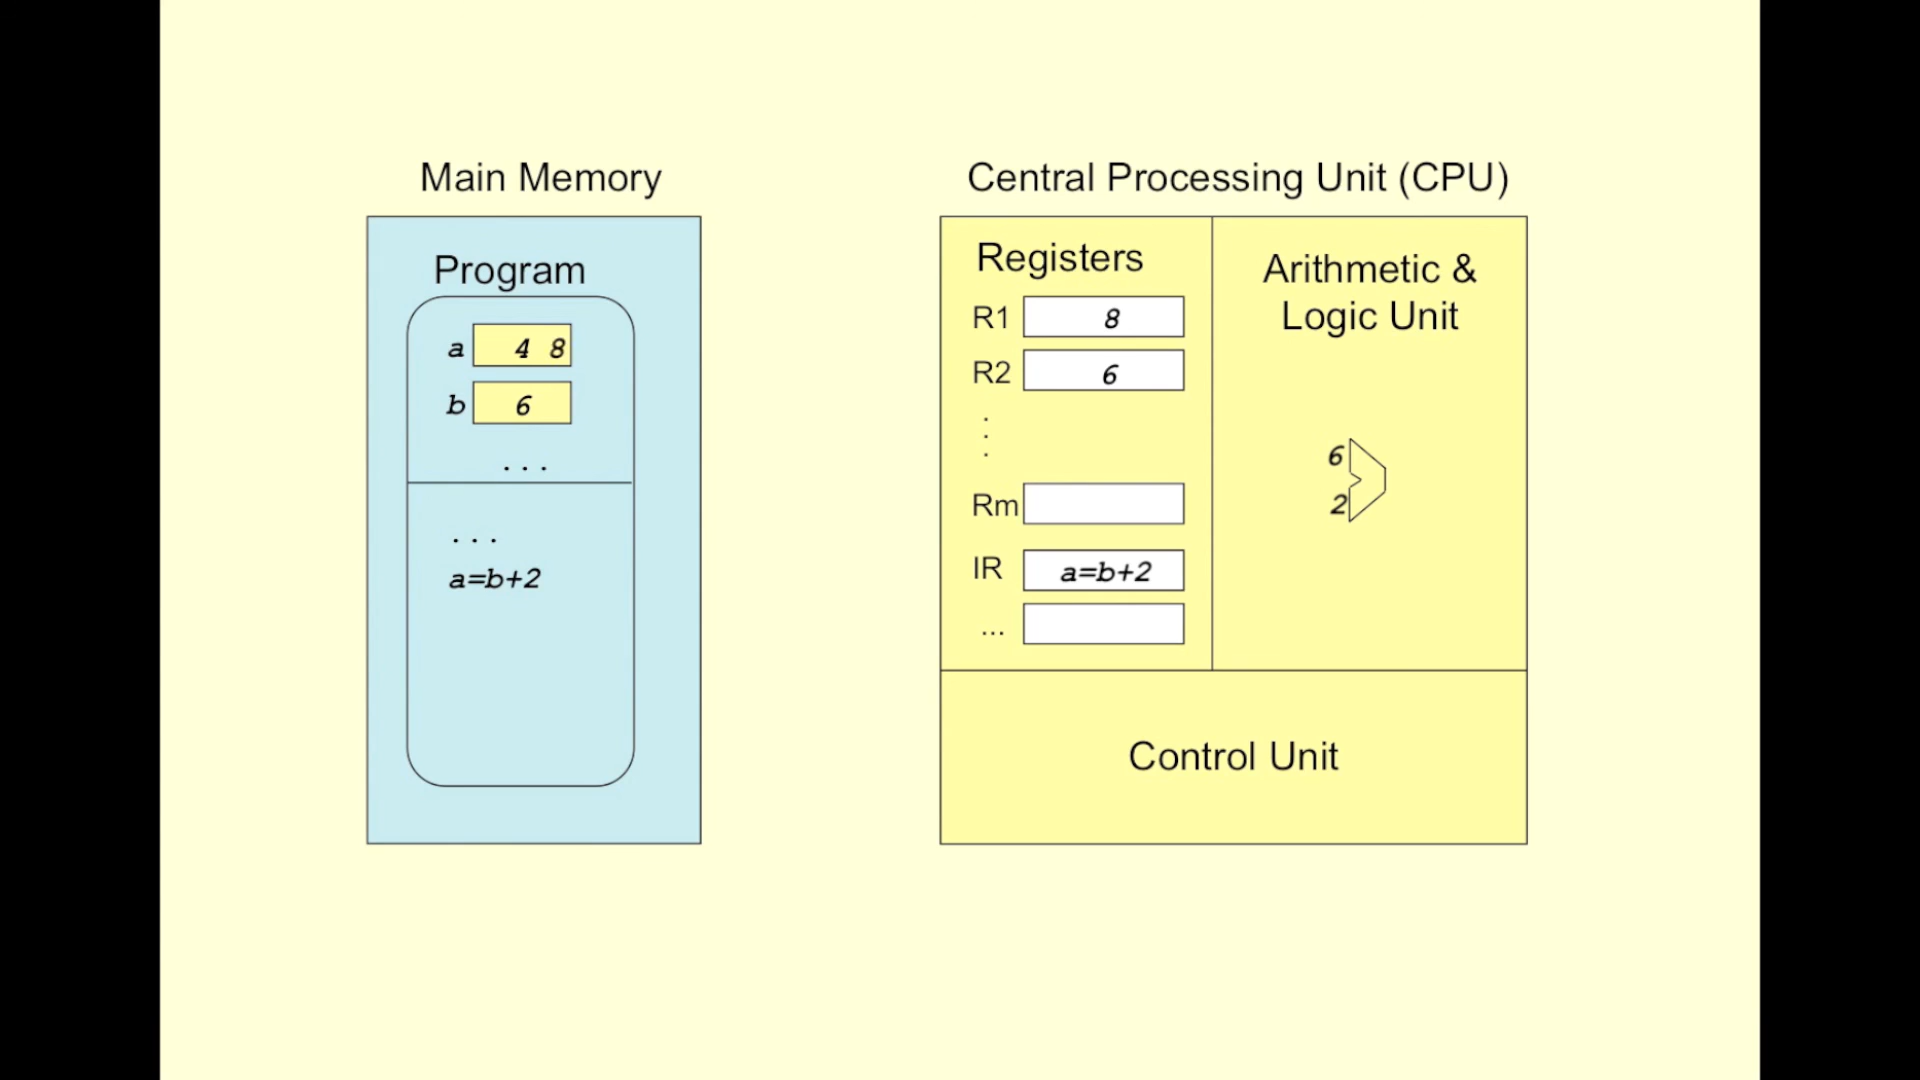 Main Memory
Program
a 4 8
b 6
...
...
a=b+2
Central Processing Unit (CPU)
Registers
R1 8
R2 6
...
Rm
IR a=b+2
...
Arithmetic &
Logic Unit
6
2
Control Unit